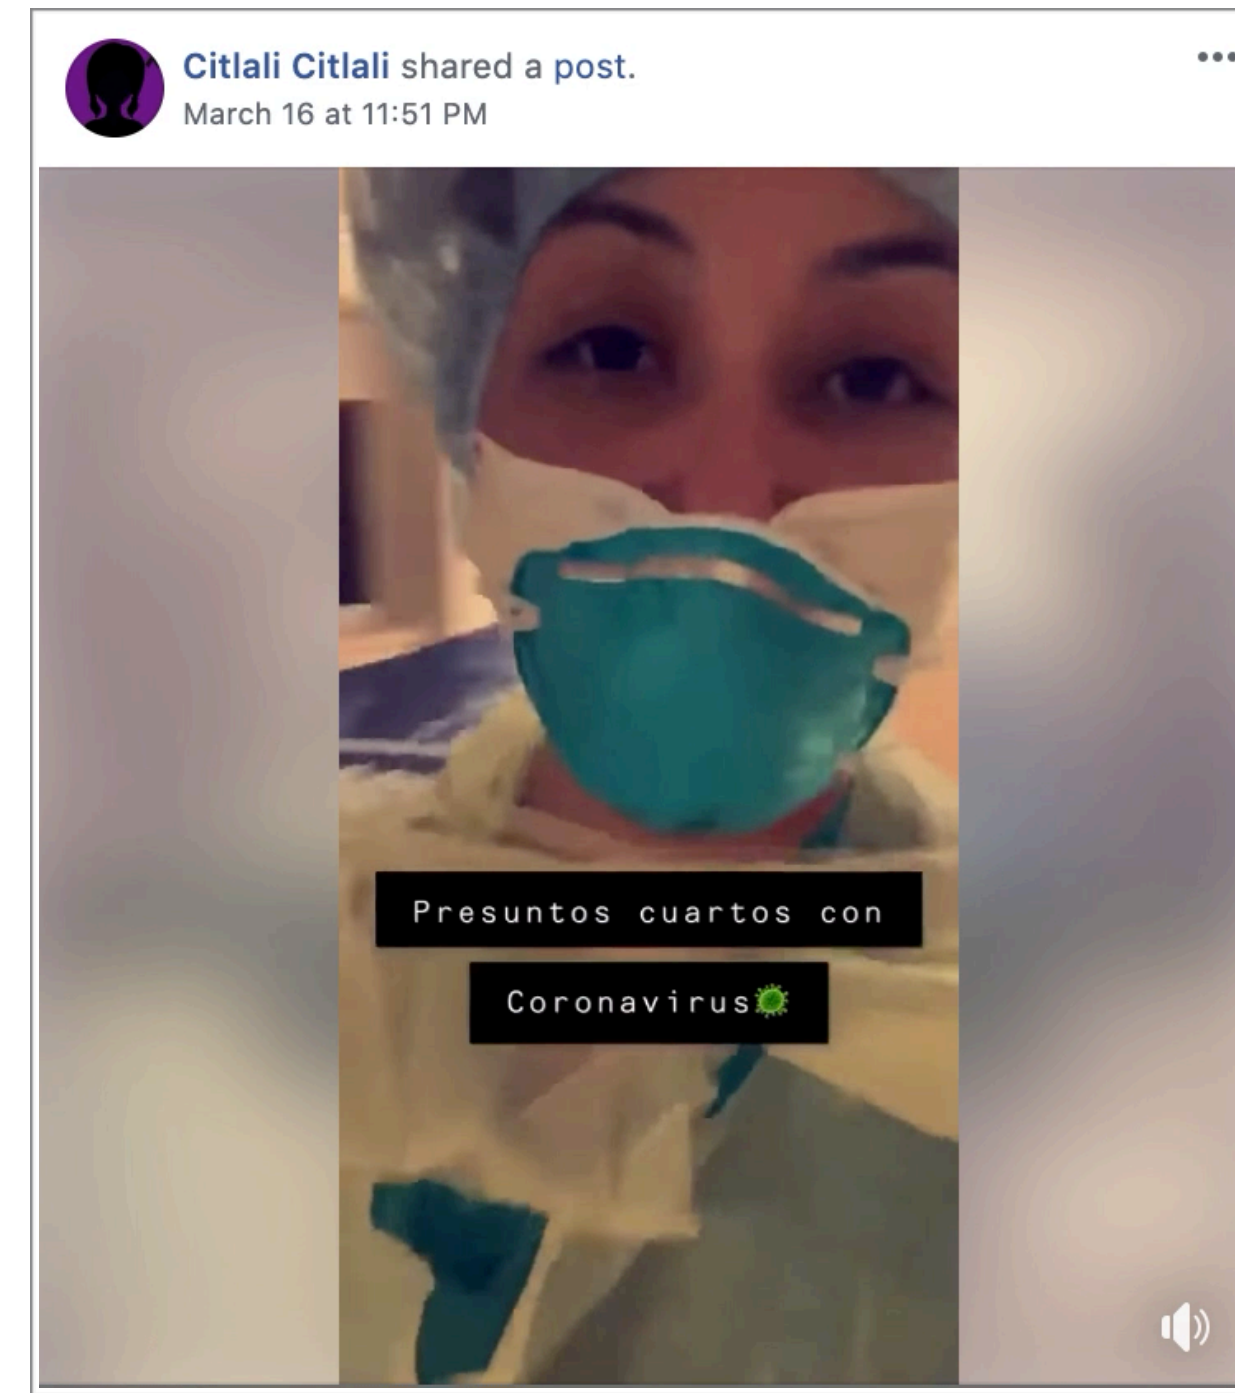 Citlali Citlali shared a post.
March 16 at 11:51 PM
Presuntos cuartos con
Coronavirus